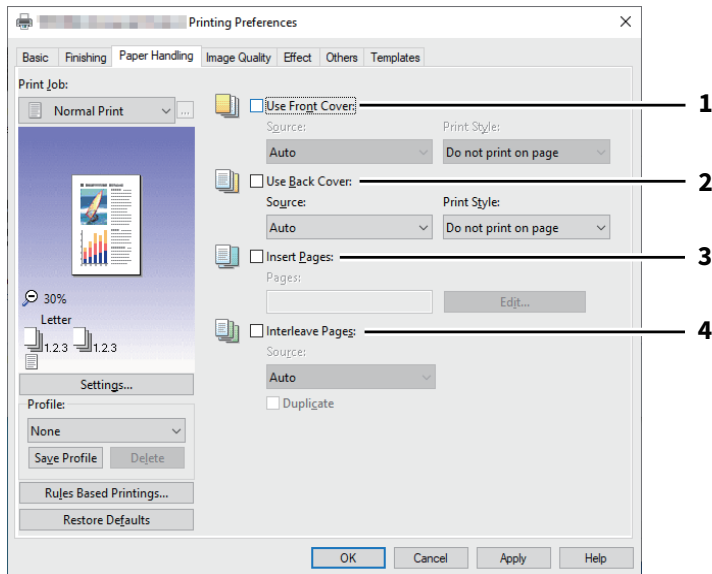 Printing Preferences
Basic Finishing Paper Handling Image Quality Effect Others Templates
Print Job:
Normal Print
...
30%
Letter
1.2.3 1.2.3
Settings...
Profile:
None
Save Profile Delete
Rules Based Printings...
Restore Defaults
Use Front Cover: 1
Source: Print Style:
Auto Do not print on page
Use Back Cover: 2
Source: Print Style:
Auto Do not print on page
Insert Pages: 3
Pages:
Edit...
Interleave Pages: 4
Source:
Auto
Duplicate
OK Cancel Apply Help